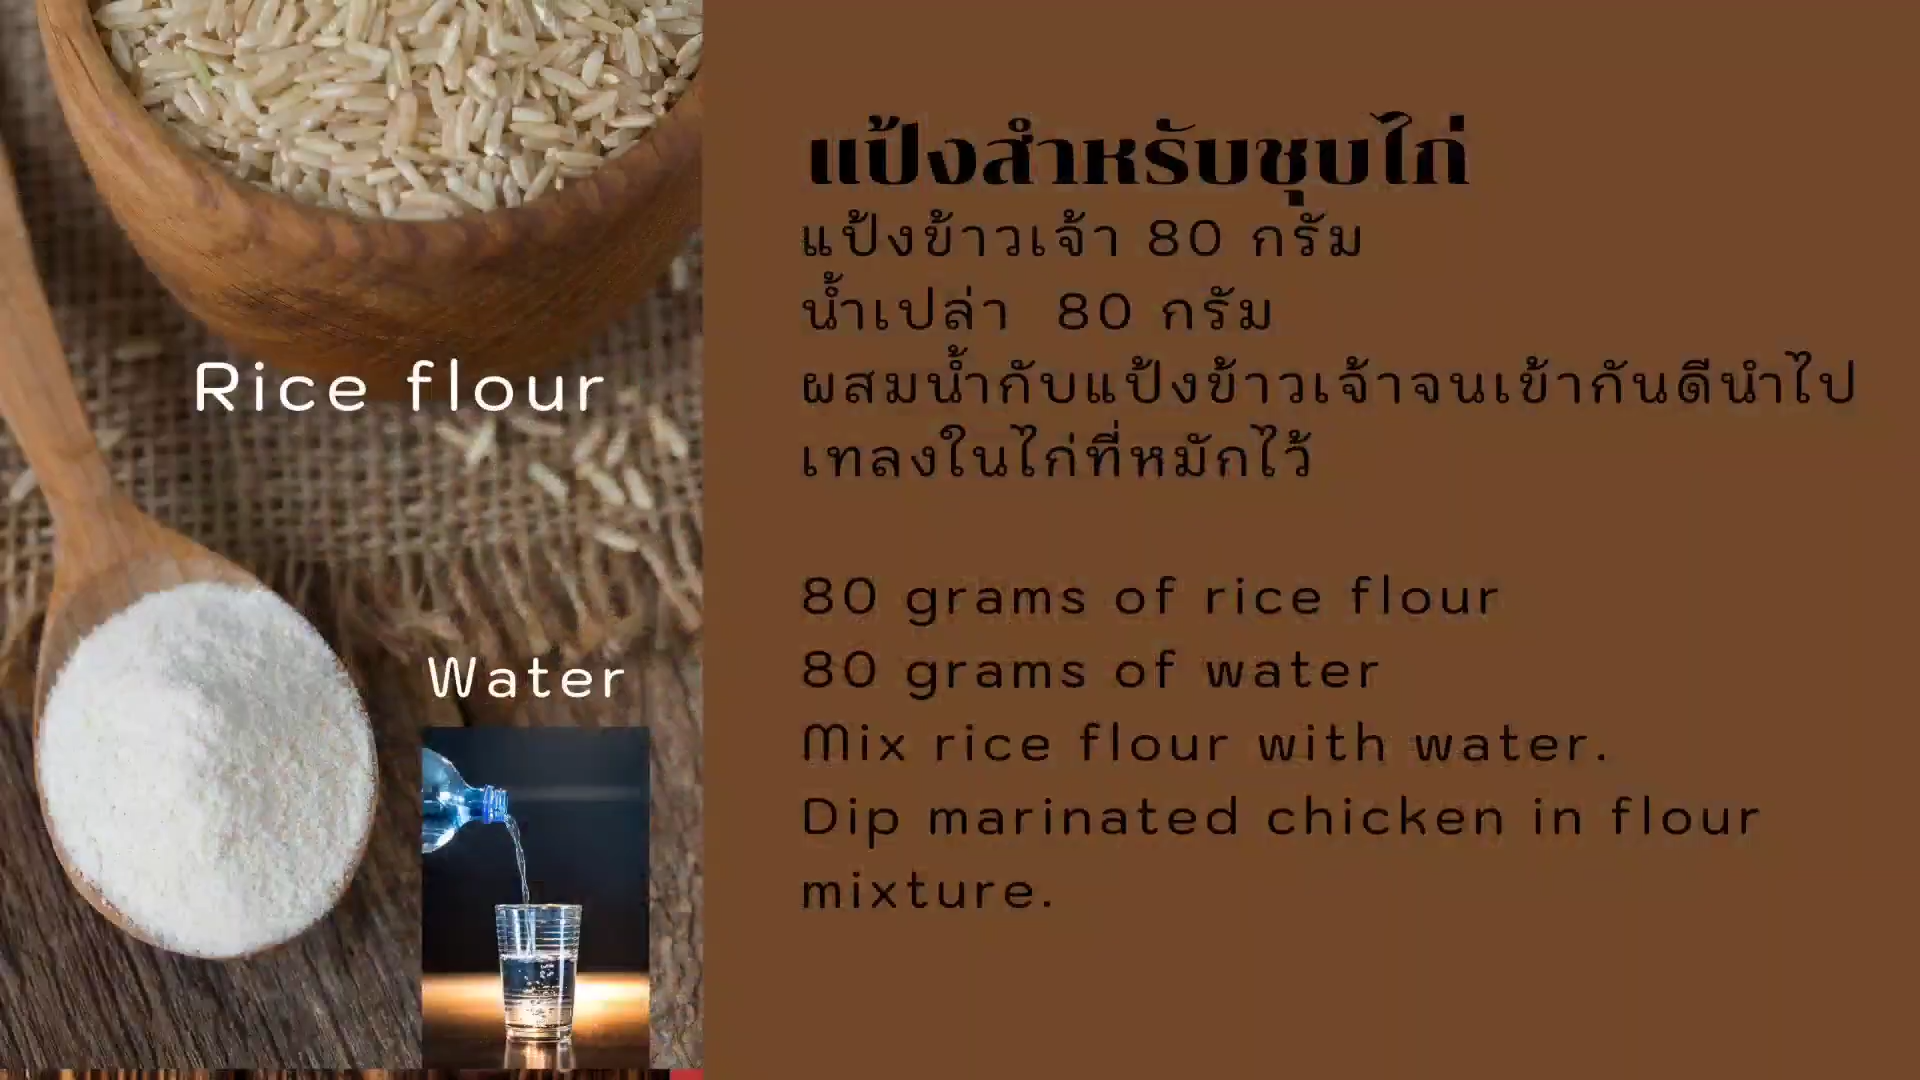 Rice flour
Water
แป้งสำหรับชุบไก่
แป้งข้าวเจ้า 80 กรัม
น้ำเปล่า 80 กรัม
ผสมน้ำกับแป้งข้าวเจ้าจนเข้ากันดีนำไป
เทลงในไก่ที่หมักไว้
80 grams of rice flour
80 grams of water
Mix rice flour with water.
Dip marinated chicken in flour
mixture.